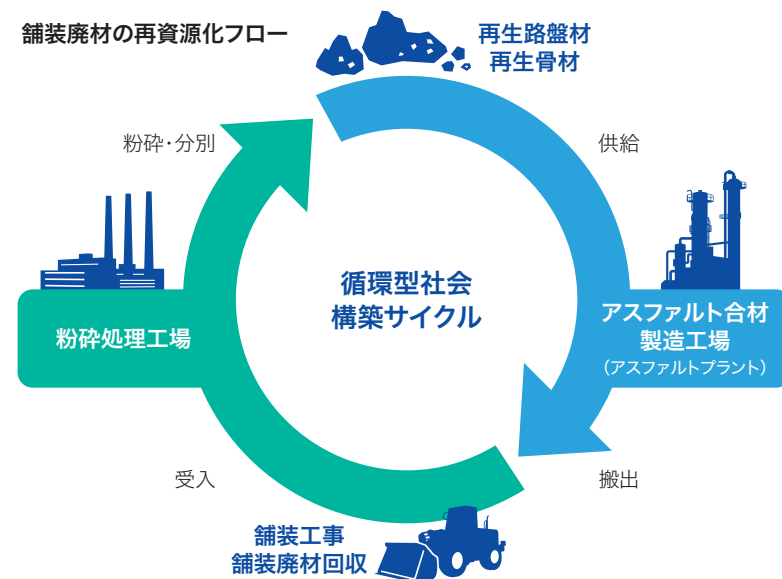 舗装廃材の再資源化フロー
再生路盤材
再生骨材
粉砕・分別
供給
循環型社会
構築サイクル
粉砕処理工場
アスファルト合材
製造工場
(アスファルトプラント)
受入
搬出
舗装工事
舗装廃材回収